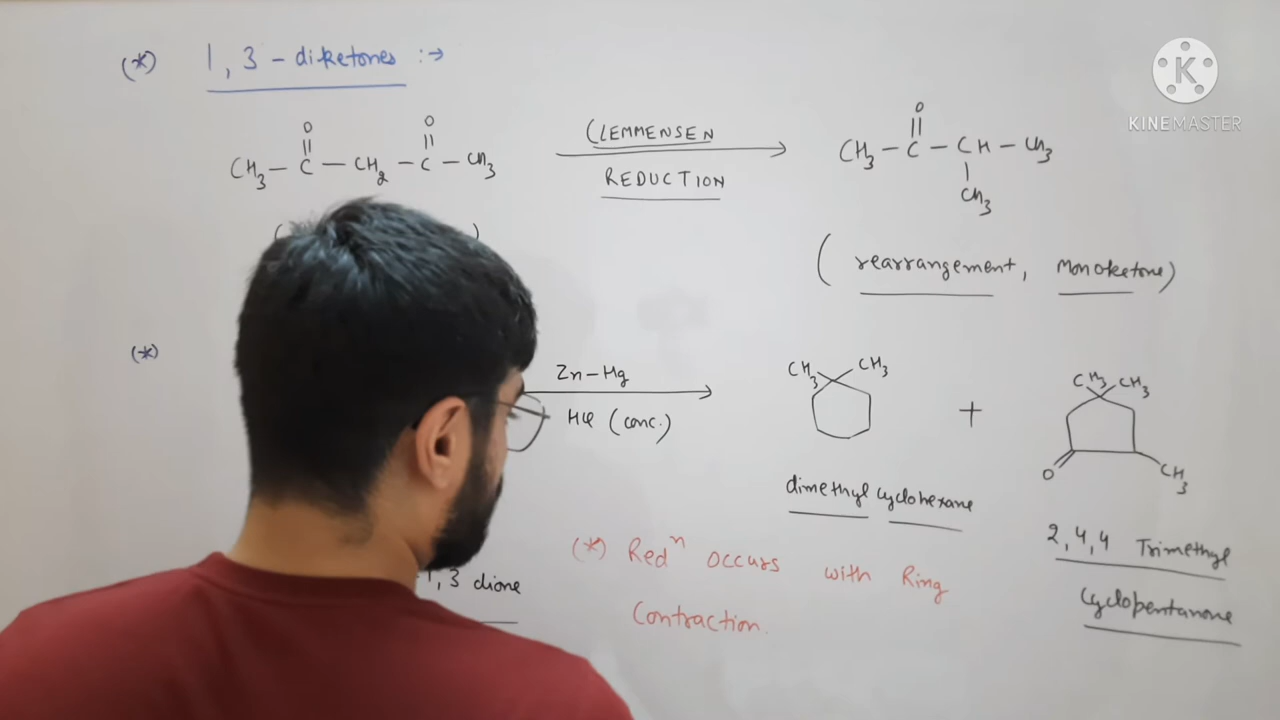 (*) 1, 3 - diketones :→
O O O
CH3 - C - CH2 - C - CH3 CLEMMENSEN REDUCTION CH3 - C - CH - CH3
CH3
( ) (rearrangement, Monoketone)
(*) Zn-Hg
HCl (conc.)
CH3 CH3 + CH3 CH3
O CH3
dimethyl cyclohexane
2,4,4 Trimethyl
cyclopentanone
1, 3 dione
(*) Redn occurs with Ring
Contraction.
KINEMASTER